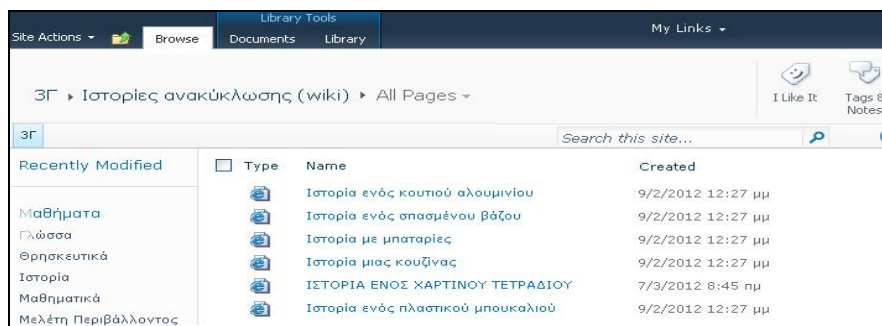 Library Tools
Site Actions Browse Documents Library My Links
3Γ Ιστορίες ανακύκλωσης (wiki) All Pages
I Like It Tags &
Notes
3Γ Search this site...
Recently Modified Type Name Created
Ιστορία ενός κουτιού αλουμινίου 9/2/2012 12:27 μμ
Μαθήματα Ιστορία ενός σπασμένου βάζου 9/2/2012 12:27 μμ
Γλώσσα Ιστορία με μπαταρίες 9/2/2012 12:27 μμ
Θρησκευτικά Ιστορία μιας κουζίνας 9/2/2012 12:27 μμ
Ιστορία ΙΣΤΟΡΙΑ ΕΝΟΣ ΧΑΡΤΙΝΟΥ ΤΕΤΡΑΔΙΟΥ 7/3/2012 8:45 πμ
Μαθηματικά Ιστορία ενός πλαστικού μπουκαλιού 9/2/2012 12:27 μμ
Μελέτη Περιβάλλοντος